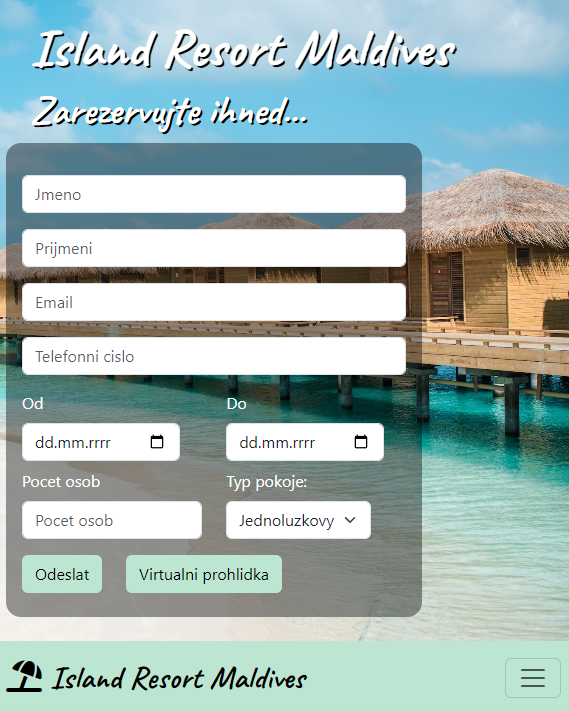 Island Resort Maldives
Zarezervujte ihned...
Jmeno
Prijmeni
Email
Telefonni cislo
Od Do
dd.mm.rrrr dd.mm.rrrr
Pocet osob Typ pokoje:
Pocet osob Jednoluzkovy
Odeslat Virtualni prohlidka
Island Resort Maldives